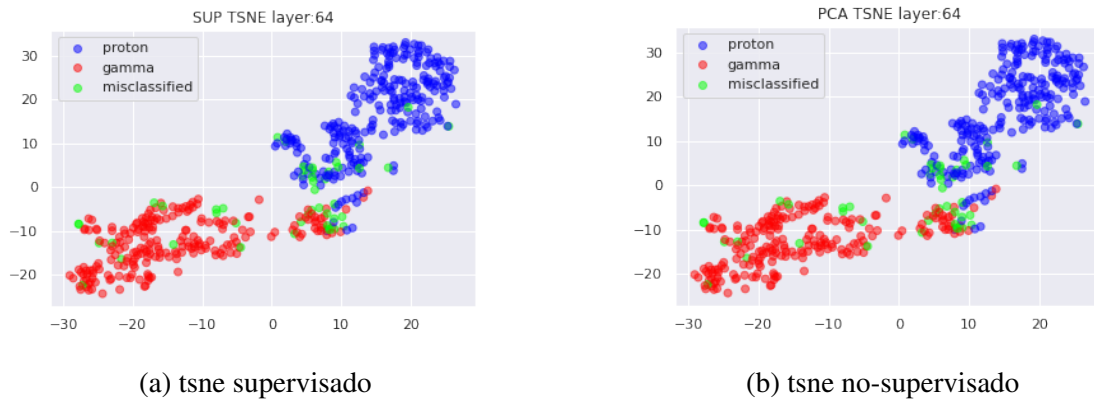 SUP TSNE layer:64
proton
gamma
misclassified
30
20
10
0
−10
−20
−30
−20
−10
0
10
20
(a) tsne supervisado
PCA TSNE layer:64
proton
gamma
misclassified
30
20
10
0
−10
−20
−30
−20
−10
0
10
20
(b) tsne no-supervisado